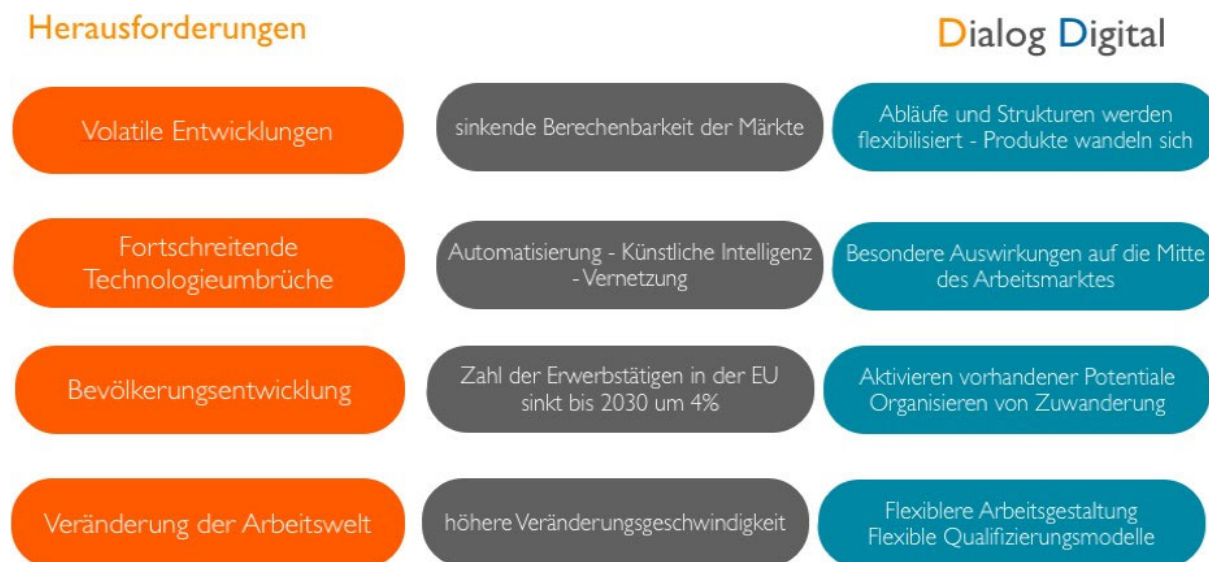 Herausforderungen
Dialog Digital
Volatile Entwicklungen
sinkende Berechenbarkeit der Märkte
Abläufe und Strukturen werden
flexibilisiert - Produkte wandeln sich
Fortschreitende
Technologieumbrüche
Automatisierung - Künstliche Intelligenz
- Vernetzung
Besondere Auswirkungen auf die Mitte
des Arbeitsmarktes
Bevölkerungsentwicklung
Zahl der Erwerbstätigen in der EU
sinkt bis 2030 um 4%
Aktivieren vorhandener Potentiale
Organisieren von Zuwanderung
Veränderung der Arbeitswelt
höhere Veränderungsgeschwindigkeit
Flexiblere Arbeitsgestaltung
Flexible Qualifizierungsmodelle